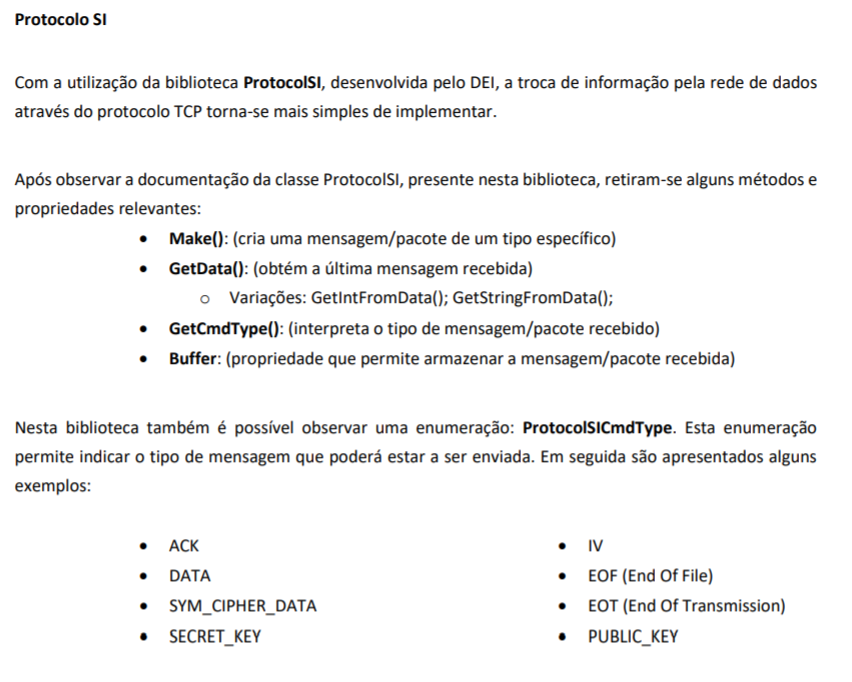 Protocolo SI
Com a utilização da biblioteca ProtocolSI, desenvolvida pelo DEI, a troca de informação pela rede de dados
através do protocolo TCP torna-se mais simples de implementar.
Após observar a documentação da classe ProtocolSI, presente nesta biblioteca, retiram-se alguns métodos e
propriedades relevantes:
• Make(): (cria uma mensagem/pacote de um tipo específico)
• GetData(): (obtém a última mensagem recebida)
o Variações: GetIntFromData(); GetStringFromData();
• GetCmdType(): (interpreta o tipo de mensagem/pacote recebido)
• Buffer: (propriedade que permite armazenar a mensagem/pacote recebida)
Nesta biblioteca também é possível observar uma enumeração: ProtocolSICmdType. Esta enumeração
permite indicar o tipo de mensagem que poderá estar a ser enviada. Em seguida são apresentados alguns
exemplos:
• ACK
• DATA
• SYM_CIPHER_DATA
• SECRET_KEY
• IV
• EOF (End Of File)
• EOT (End Of Transmission)
• PUBLIC_KEY